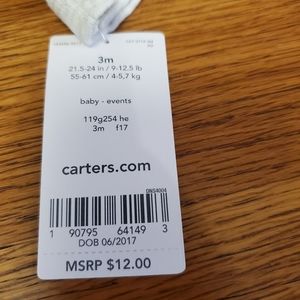 3m
21.5-24 in / 9-12.5 lb
55-61 cm / 4-5,7 kg
baby - events
119g254 he
3m f17
carters.com
1 90795 64149 3
DOB 06/2017
MSRP $12.00